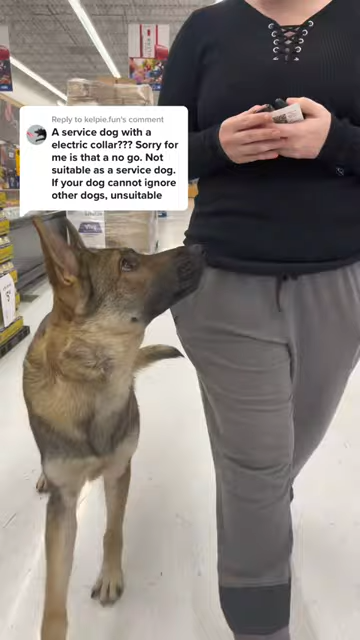 Reply to kelpie.fun's comment
A service dog with a
electric collar??? Sorry for
me is that a no go. Not
suitable as a service dog.
If your dog cannot ignore
other dogs, unsuitable